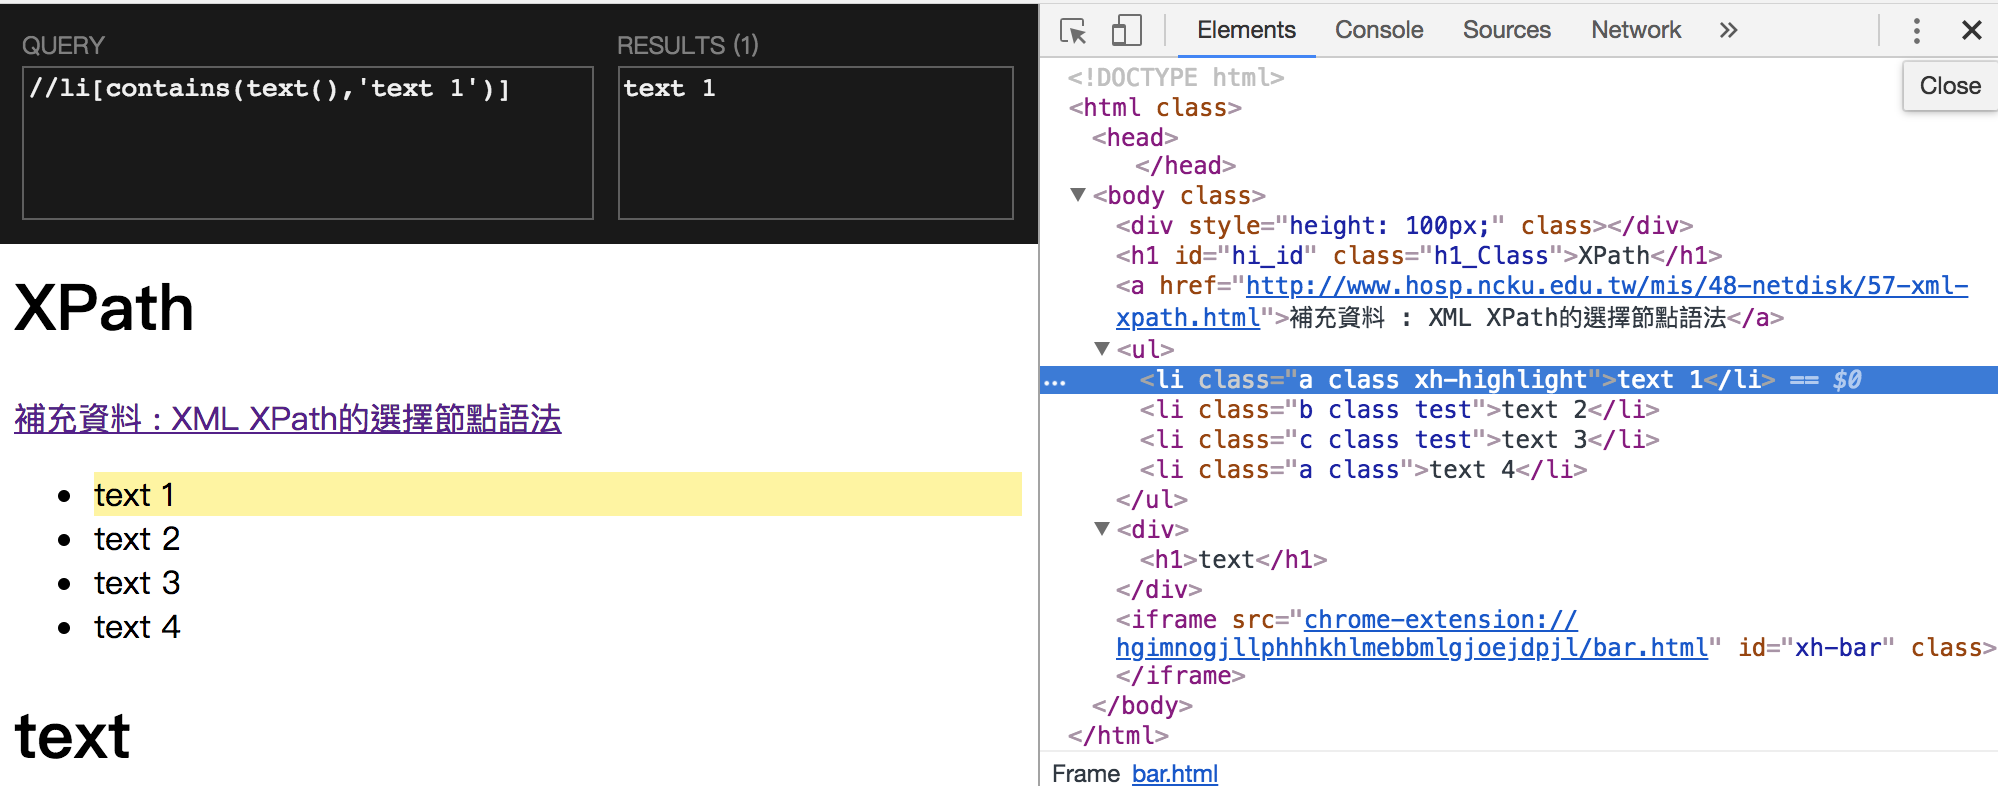 QUERY
//li[contains(text(),'text 1')]
RESULTS (1)
text 1
XPath
補充資料 : XML XPath的選擇節點語法
text 1
text 2
text 3
text 4
text
Elements Console Sources Network »
Close
<!DOCTYPE html>
<html class>
<head>
</head>
<body class>
<div style="height: 100px;" class></div>
<h1 id="hi_id" class="h1_Class">XPath</h1>
<a href="http://www.hosp.ncku.edu.tw/mis/48-netdisk/57-xml-
xpath.html">補充資料 : XML XPath的選擇節點語法</a>
<ul>
<li class="a class xh-highlight">text 1</li> == $0
<li class="b class test">text 2</li>
<li class="c class test">text 3</li>
<li class="a class">text 4</li>
</ul>
<div>
<h1>text</h1>
</div>
<iframe src="chrome-extension://
hgimnogjllphhhkhlmebbmlgjoejdpjl/bar.html" id="xh-bar" class>
</iframe>
</body>
</html>
Frame bar.html